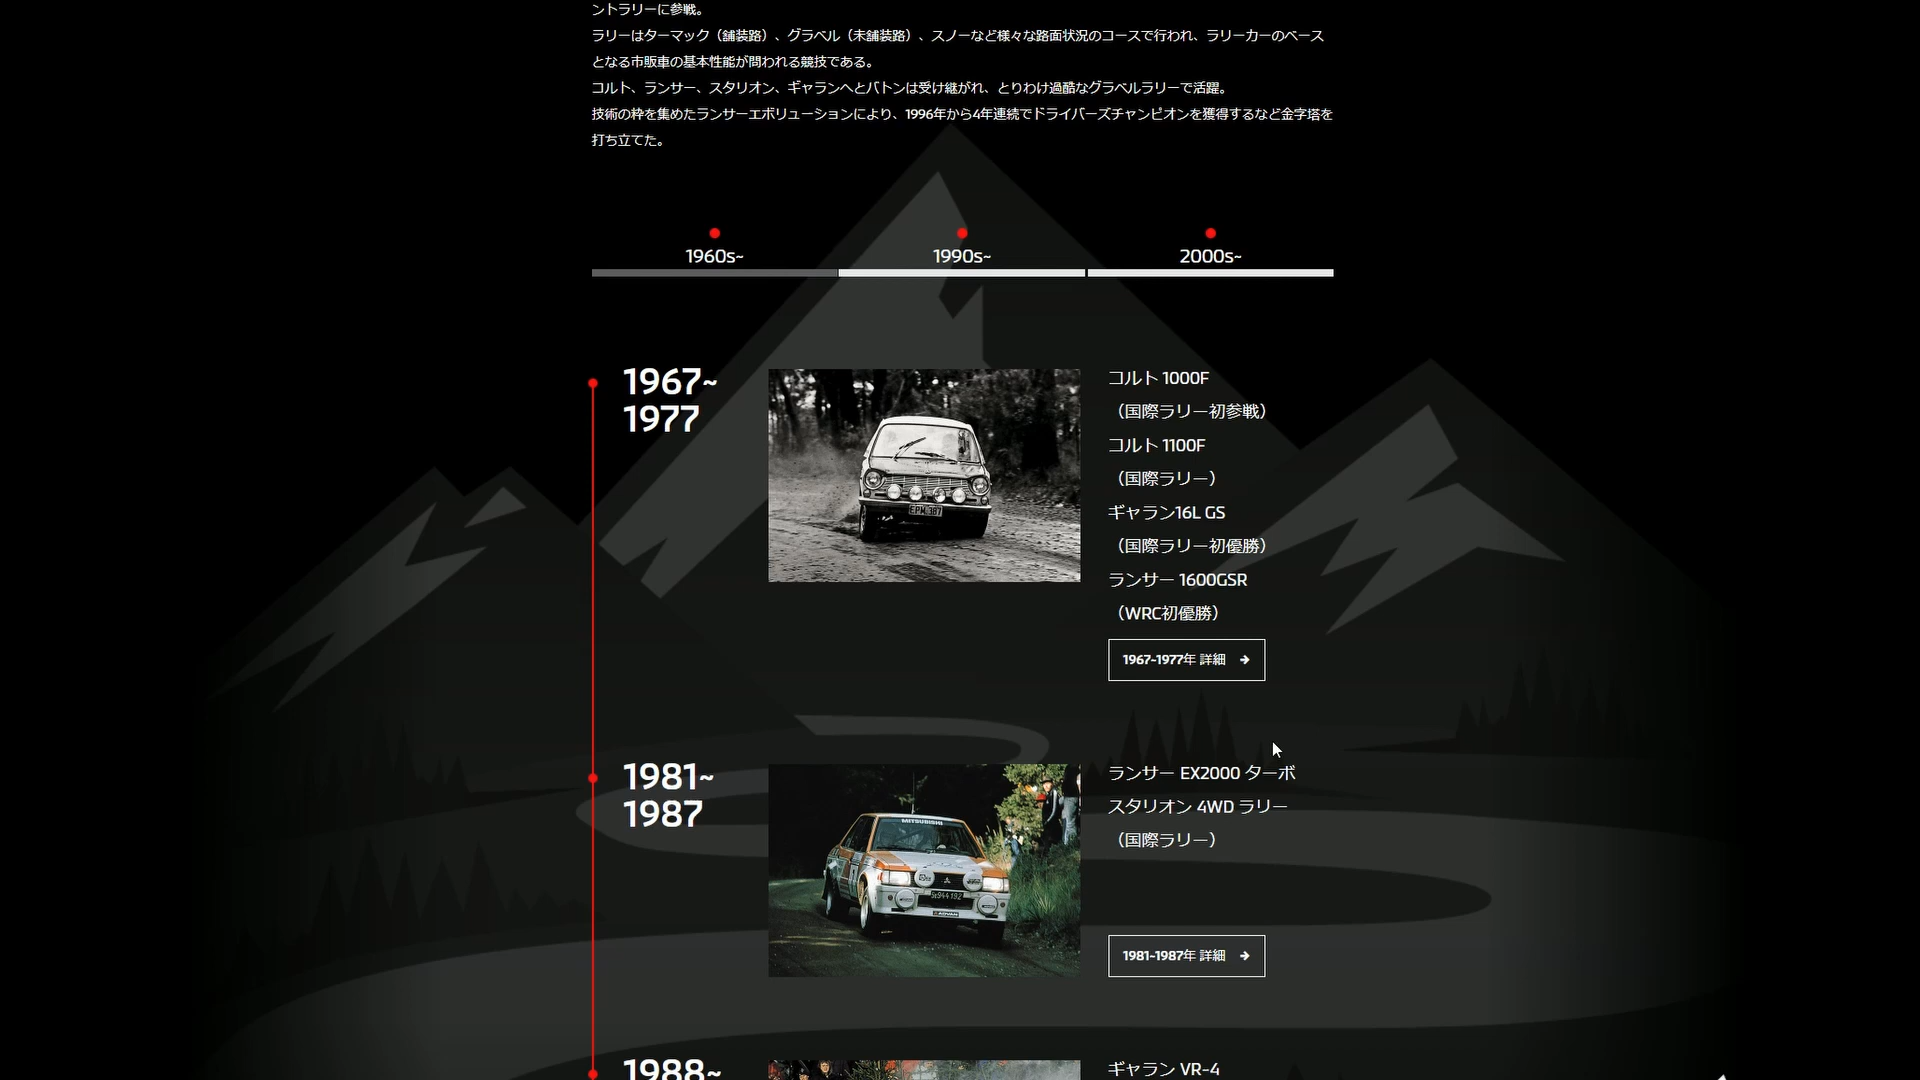 ントラリーに参戦。
ラリーはターマック（舗装路）、グラベル（未舗装路）、スノーなど様々な路面状況のコースで行われ、ラリーカーのベース
となる市販車の基本性能が問われる競技である。
コルト、ランサー、スタリオン、ギャランへとバトンは受け継がれ、とりわけ過酷なグラベルラリーで活躍。
技術の粋を集めたランサーエボリューションにより、1996年から4年連続でドライバーズチャンピオンを獲得するなど金字塔を
打ち立てた。
1960s~
1990s~
2000s~
1967~
1977
EPM 387
コルト 1000F
（国際ラリー初参戦）
コルト 1100F
（国際ラリー）
ギャラン16L GS
（国際ラリー初優勝）
ランサー 1600GSR
（WRC初優勝）
1967-1977年 詳細
1981~
1987
MITSUBISHI
ADVAN
ランサー EX2000 ターボ
スタリオン 4WD ラリー
（国際ラリー）
1981-1987年 詳細
1988~
ギャラン VR-4